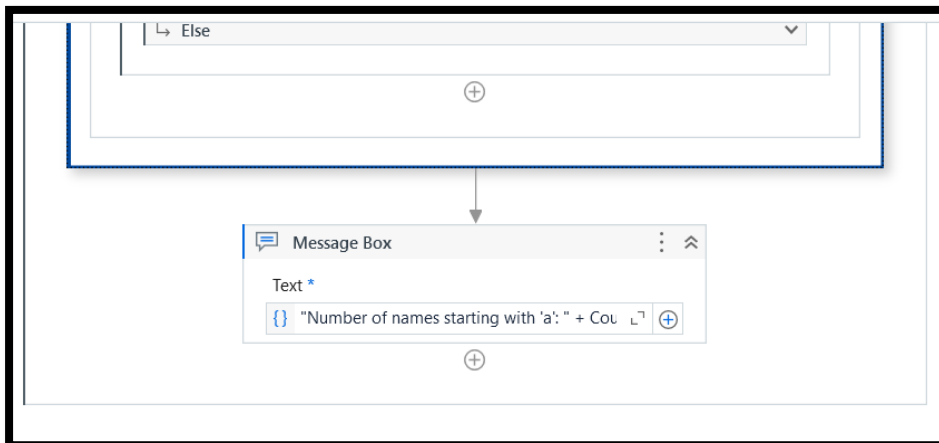 Else
Message Box
Text *
{} "Number of names starting with 'a': " + Cou